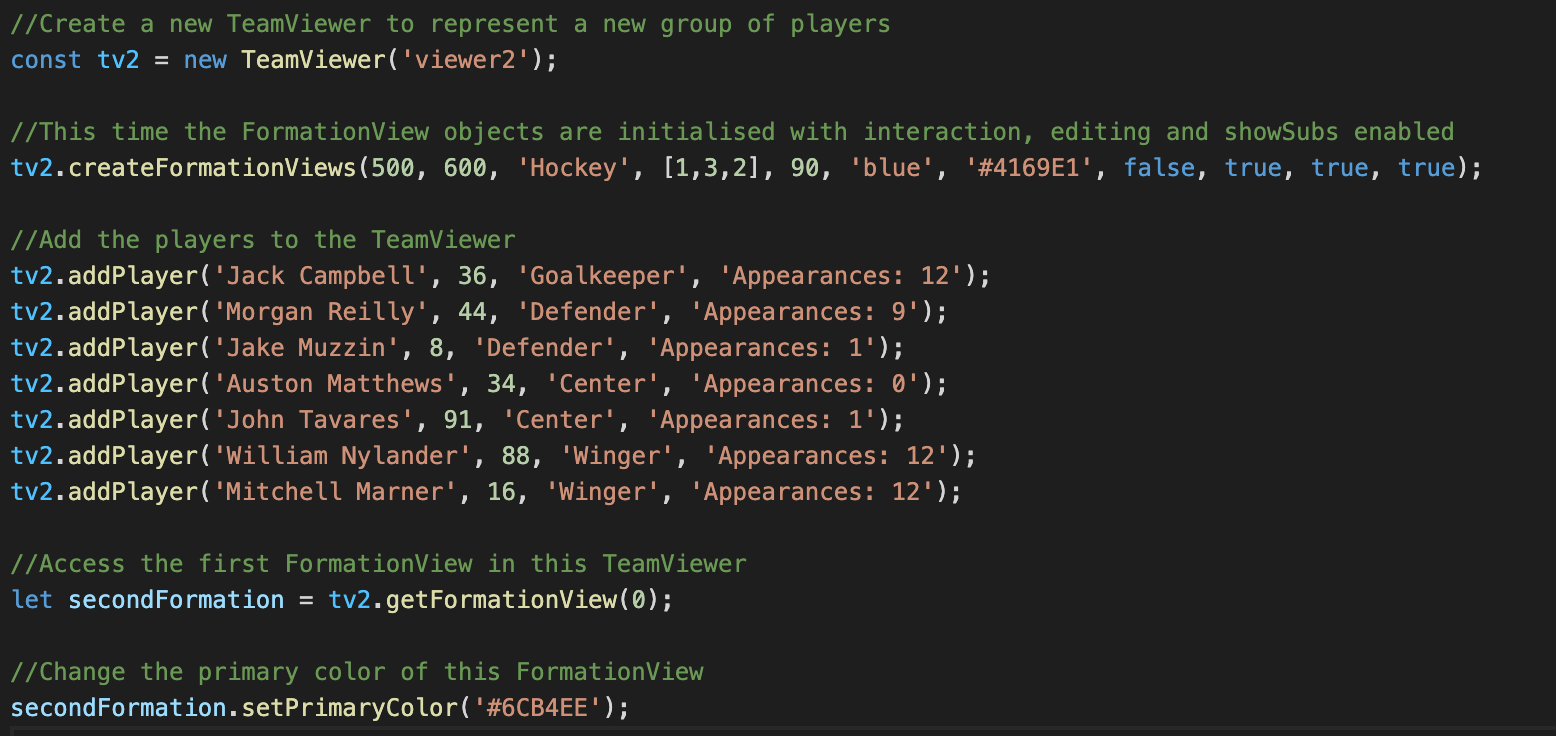 //Create a new TeamViewer to represent a new group of players
const tv2 = new TeamViewer('viewer2');
//This time the FormationView objects are initialised with interaction, editing and showSubs enabled
tv2.createFormationViews(500, 600, 'Hockey', [1,3,2], 90, 'blue', '#4169E1', false, true, true, true);
//Add the players to the TeamViewer
tv2.addPlayer('Jack Campbell', 36, 'Goalkeeper', 'Appearances: 12');
tv2.addPlayer('Morgan Reilly', 44, 'Defender', 'Appearances: 9');
tv2.addPlayer('Jake Muzzin', 8, 'Defender', 'Appearances: 1');
tv2.addPlayer('Auston Matthews', 34, 'Center', 'Appearances: 0');
tv2.addPlayer('John Tavares', 91, 'Center', 'Appearances: 1');
tv2.addPlayer('William Nylander', 88, 'Winger', 'Appearances: 12');
tv2.addPlayer('Mitchell Marner', 16, 'Winger', 'Appearances: 12');
//Access the first FormationView in this TeamViewer
let secondFormation = tv2.getFormationView(0);
//Change the primary color of this FormationView
secondFormation.setPrimaryColor('#6CB4EE');